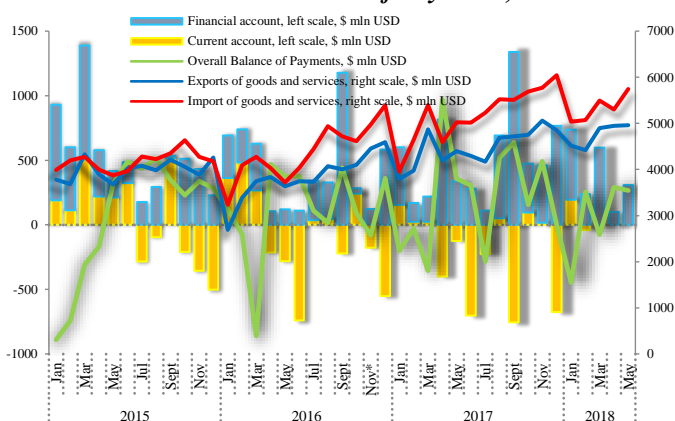 Financial account, left scale, $ mln USD
Current account, left scale, $ mln USD
Overall Balance of Payments, $ mln USD
Exports of goods and services, right scale, $ mln USD
Import of goods and services, right scale, $ mln USD
1500
1000
500
0
-500
-1000
7000
6000
5000
4000
3000
2000
1000
0
Jan Mar May Jul Sept Nov Jan Mar May Jul Sept Nov* Jan Mar May Jul Sept Nov Jan Mar May
2015 2016 2017 2018